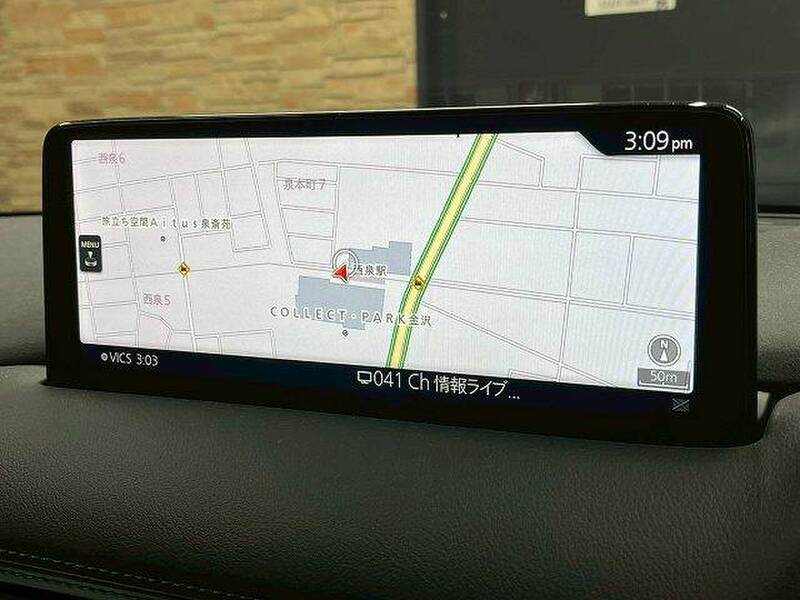 3:09 pm
西泉6
泉本町7
旅立ち空間Aitus泉斎苑
MENU
西泉駅
西泉5
COLLECT・PARK金沢
N
50m
VICS 3:03
041 Ch 情報ライブ...